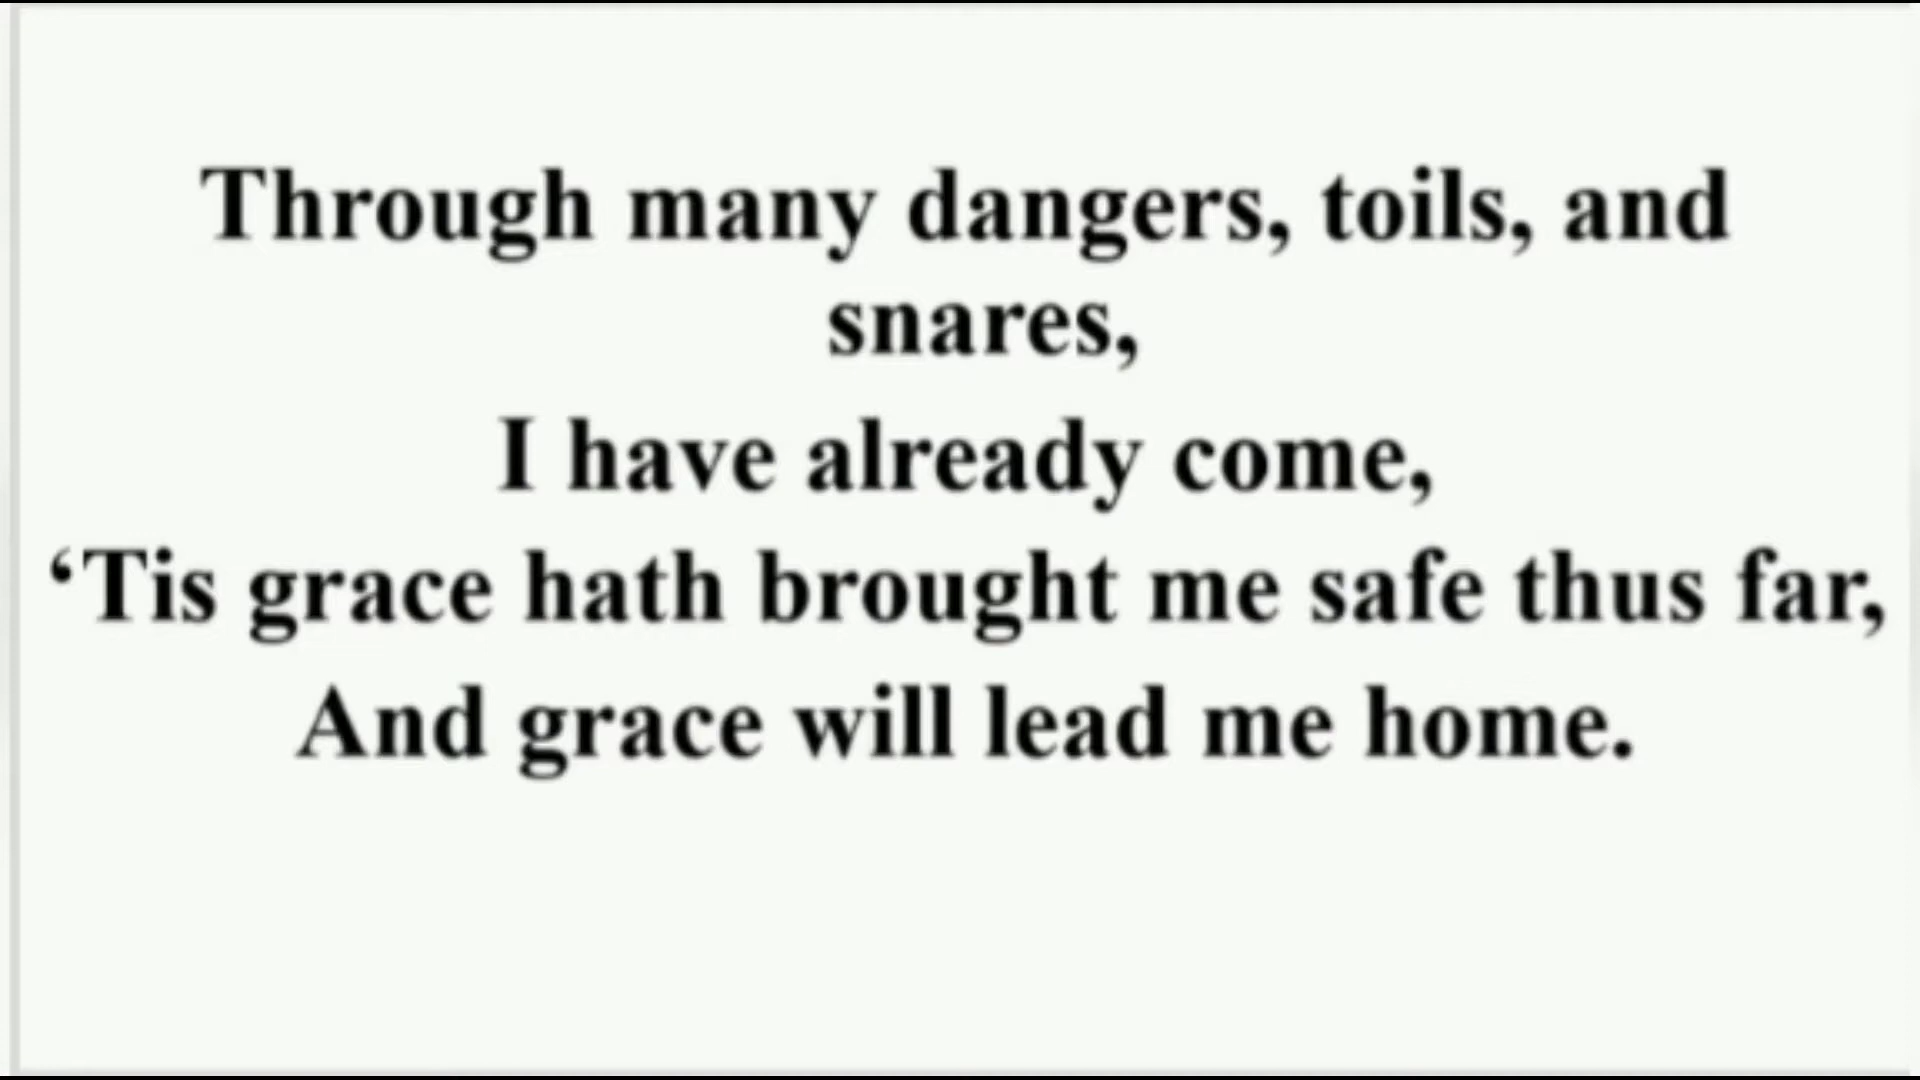 Through many dangers, toils, and
snares,
I have already come,
‘Tis grace hath brought me safe thus far,
And grace will lead me home.